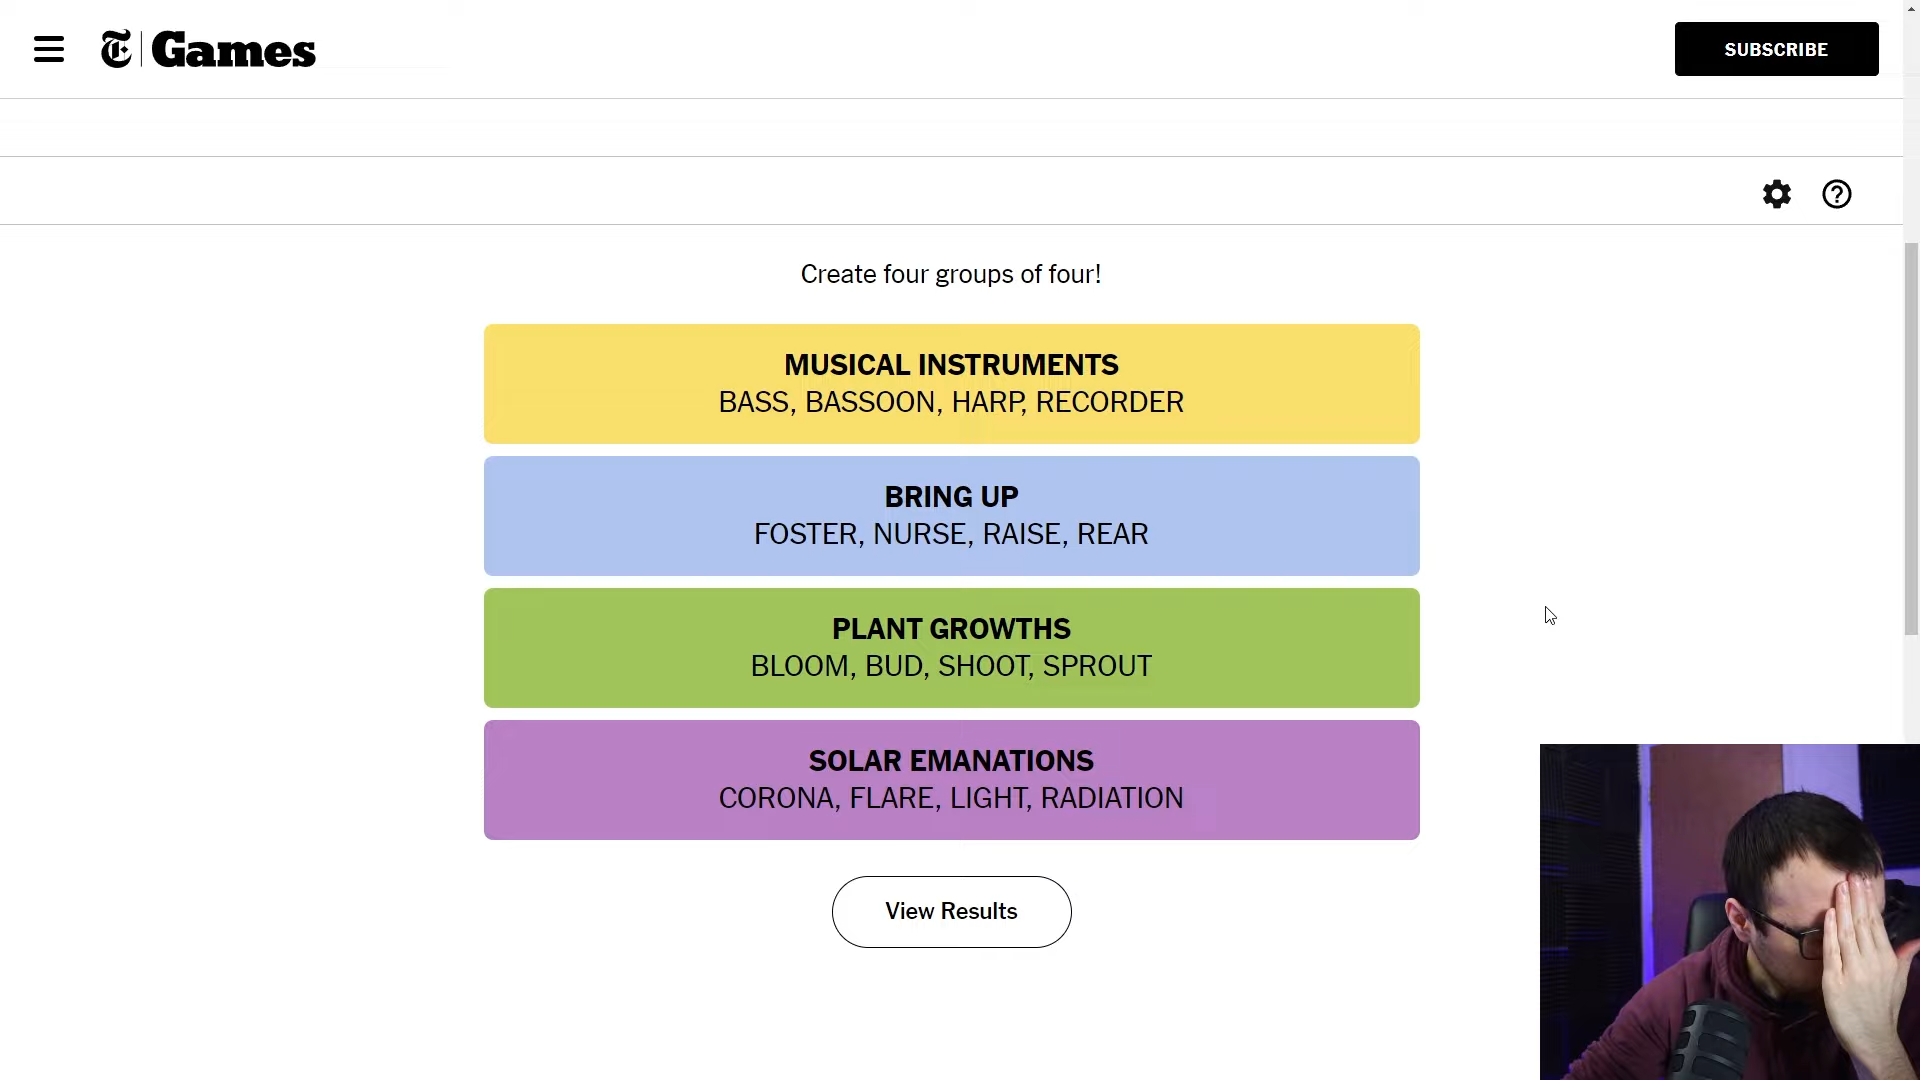 T Games
SUBSCRIBE
Create four groups of four!
MUSICAL INSTRUMENTS
BASS, BASSOON, HARP, RECORDER
BRING UP
FOSTER, NURSE, RAISE, REAR
PLANT GROWTHS
BLOOM, BUD, SHOOT, SPROUT
SOLAR EMANATIONS
CORONA, FLARE, LIGHT, RADIATION
View Results